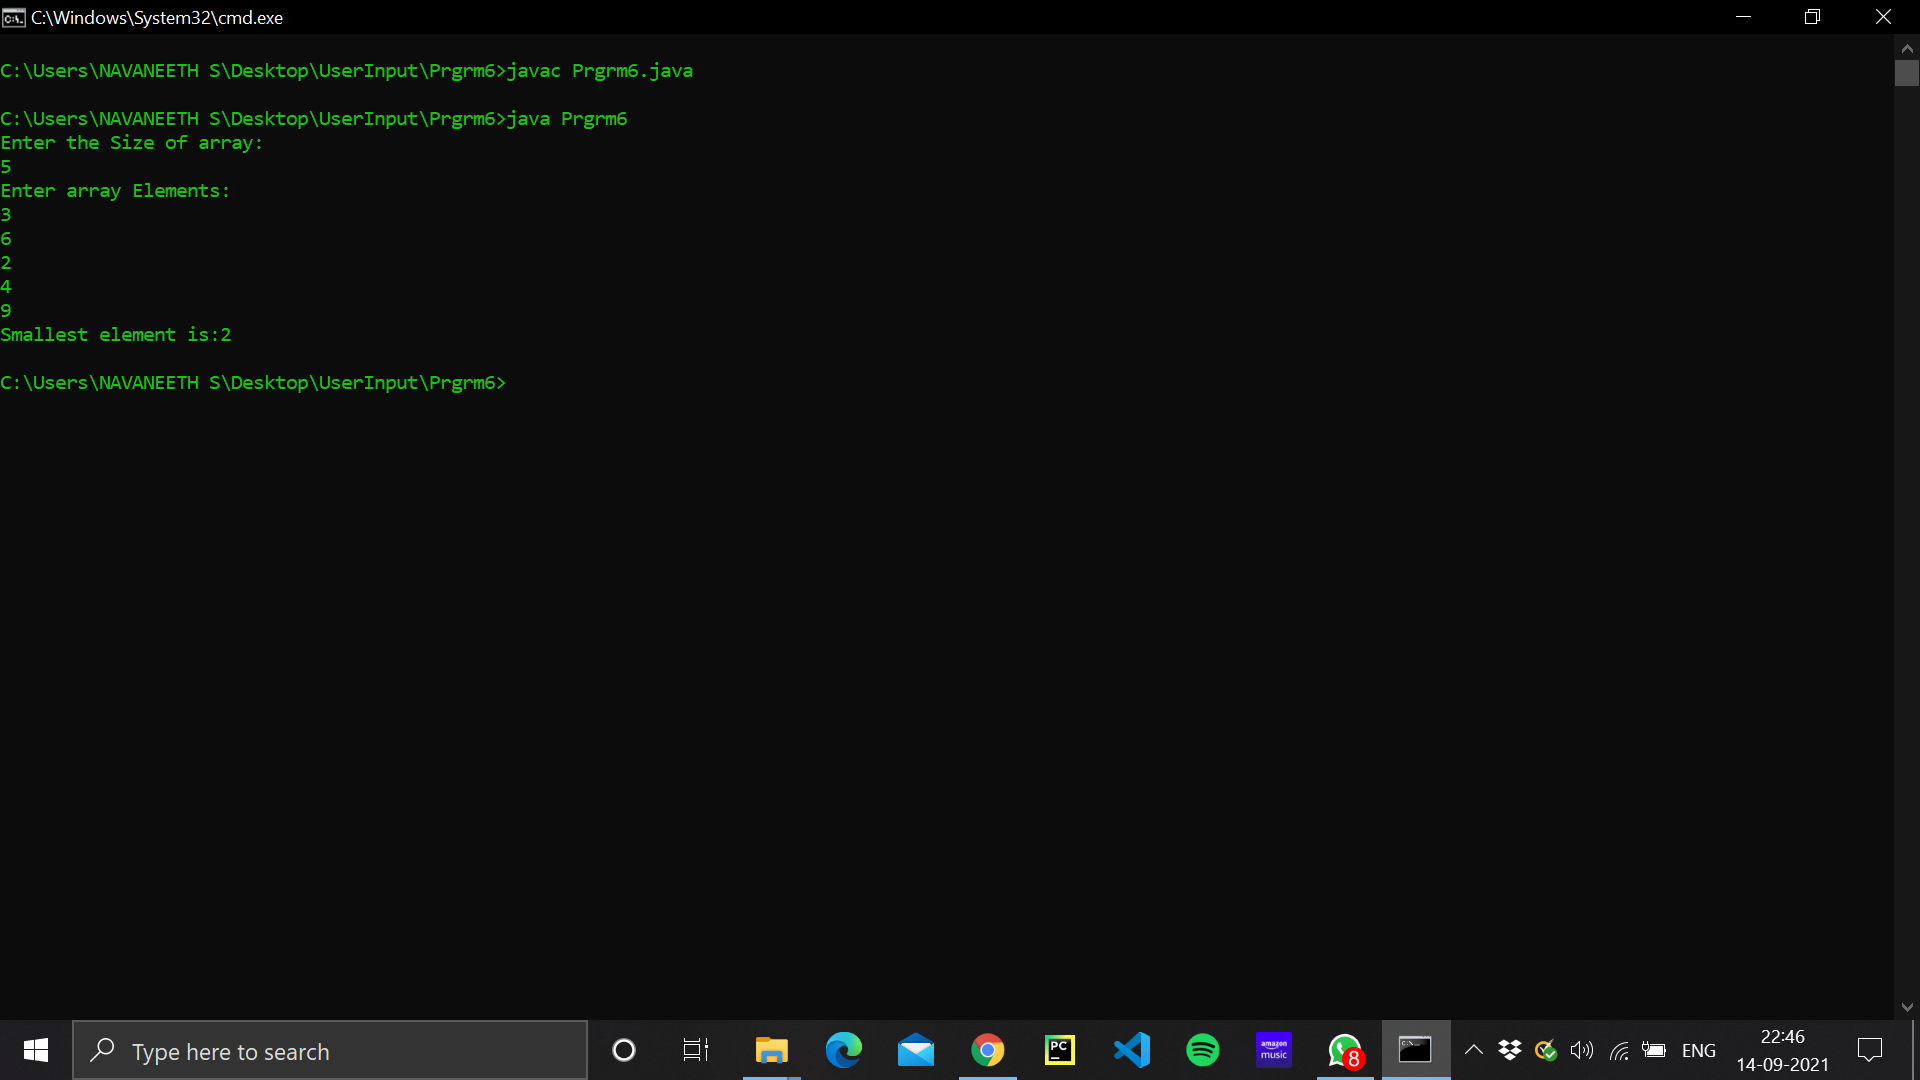 C:\Windows\System32\cmd.exe
C:\Users\NAVANEETH S\Desktop\UserInput\Prgrm6>javac Prgrm6.java
C:\Users\NAVANEETH S\Desktop\UserInput\Prgrm6>java Prgrm6
Enter the Size of array:
5
Enter array Elements:
3
6
2
4
9
Smallest element is:2
C:\Users\NAVANEETH S\Desktop\UserInput\Prgrm6>
Type here to search
PC
amazon
music
8
ENG
22:46
14-09-2021